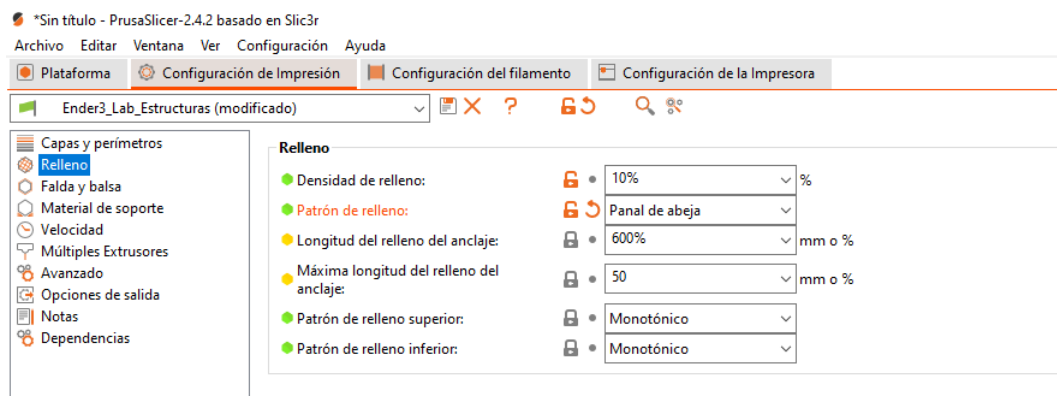 *Sin título - PrusaSlicer-2.4.2 basado en Slic3r
Archivo Editar Ventana Ver Configuración Ayuda
Plataforma Configuración de Impresión Configuración del filamento Configuración de la Impresora
Ender3_Lab_Estructuras (modificado)
Capas y perímetros
Relleno
Falda y balsa
Material de soporte
Velocidad
Múltiples Extrusores
Avanzado
Opciones de salida
Notas
Dependencias
Relleno
Densidad de relleno: 10% %
Patrón de relleno: Panal de abeja
Longitud del relleno del anclaje: 600% mm o %
Máxima longitud del relleno del
anclaje: 50 mm o %
Patrón de relleno superior: Monotónico
Patrón de relleno inferior: Monotónico